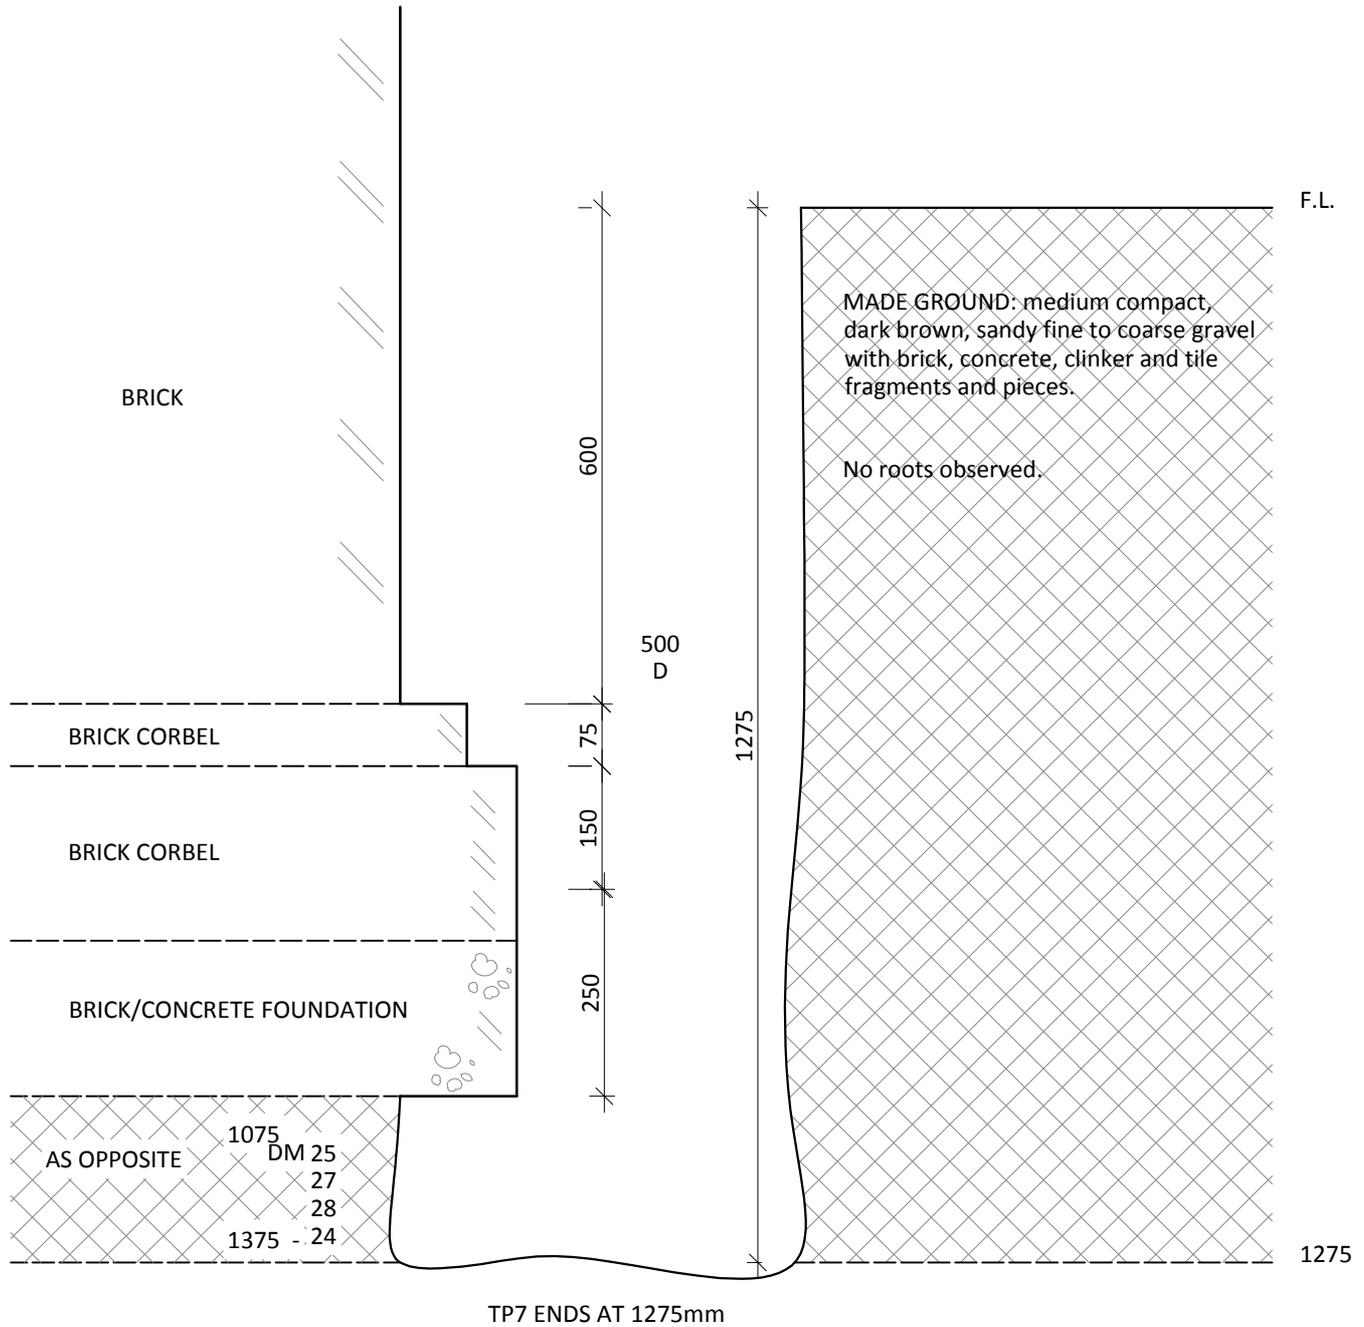 F.L.
MADE GROUND: medium compact,
dark brown, sandy fine to coarse gravel
with brick, concrete, clinker and tile
fragments and pieces.
No roots observed.
BRICK
600
500
D
BRICK CORBEL
75
1275
BRICK CORBEL
150
BRICK/CONCRETE FOUNDATION
250
AS OPPOSITE
1075
DM 25
27
28
1375 - 24
1275
TP7 ENDS AT 1275mm